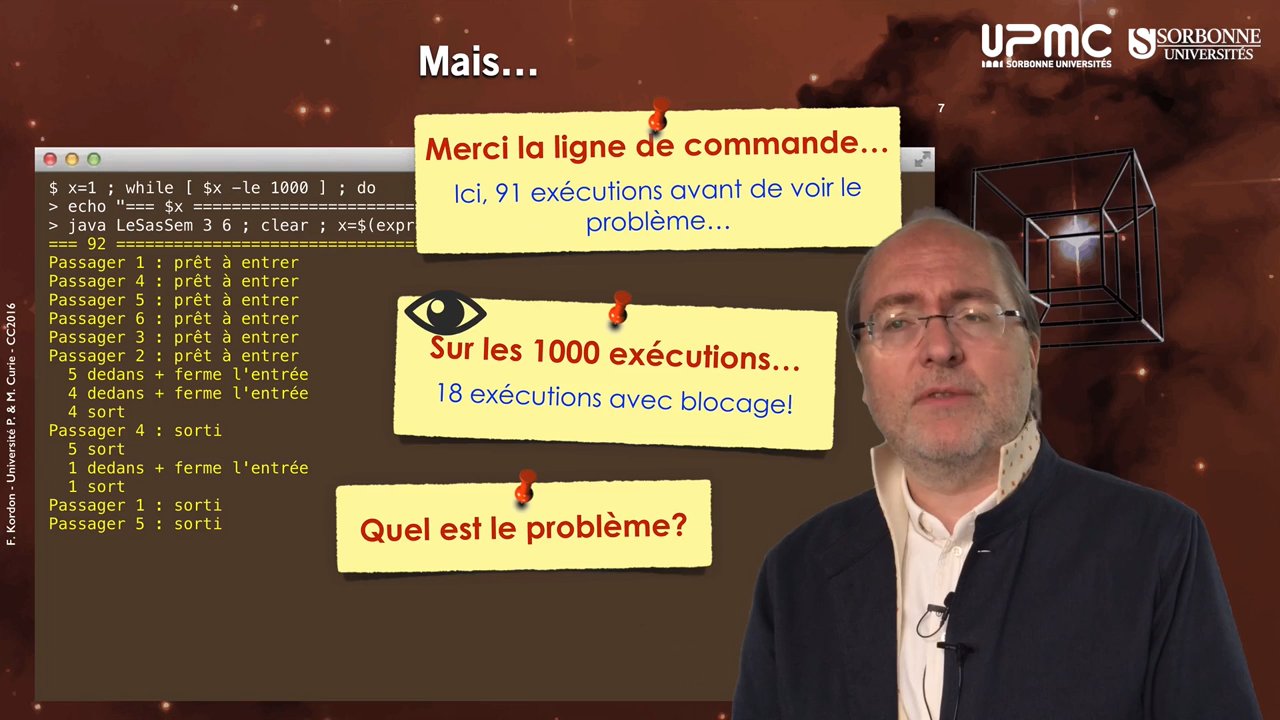 Mais...
UPMC
SORBONNE UNIVERSITÉS
SORBONNE
UNIVERSITÉS
7
Merci la ligne de commande...
Ici, 91 exécutions avant de voir le
problème...
$ x=1 ; while [ $x -le 1000 ] ; do
> echo "=== $x ========================
> java LeSasSem 3 6 ; clear ; x=$(expr
=== 92 ================================
Passager 1 : prêt à entrer
Passager 4 : prêt à entrer
Passager 5 : prêt à entrer
Passager 6 : prêt à entrer
Passager 3 : prêt à entrer
Passager 2 : prêt à entrer
5 dedans + ferme l'entrée
4 dedans + ferme l'entrée
4 sort
Passager 4 : sorti
5 sort
1 dedans + ferme l'entrée
1 sort
Passager 1 : sorti
Passager 5 : sorti
Sur les 1000 exécutions...
18 exécutions avec blocage!
Quel est le problème?
F. Kordon - Université P. & M. Curie - CC2016